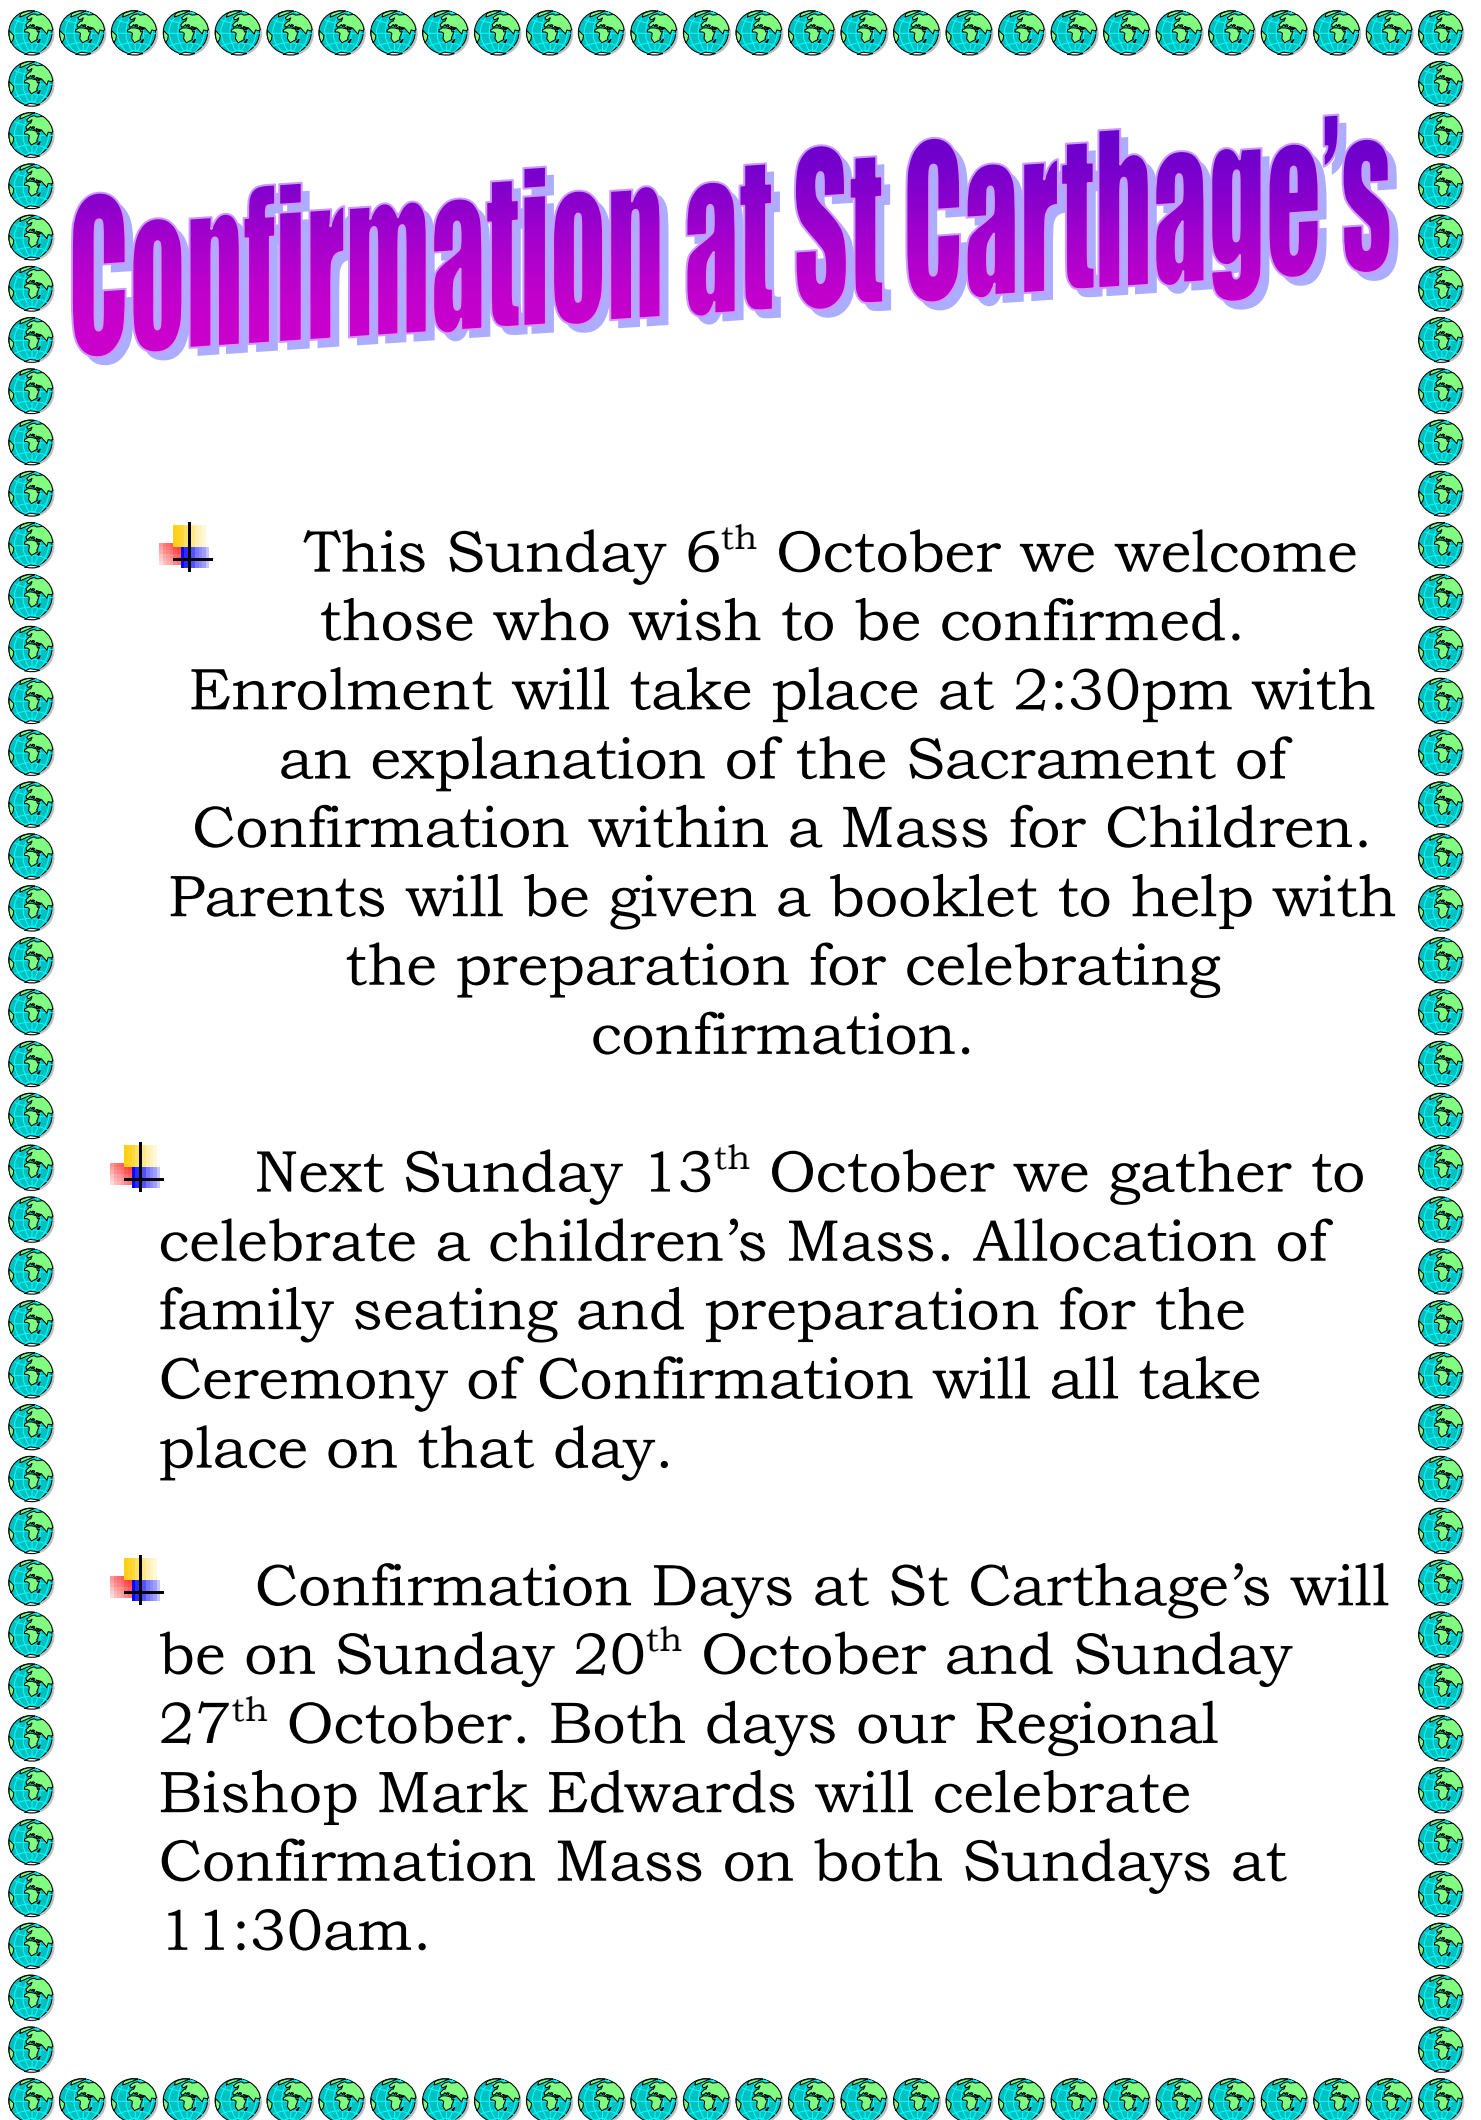 Confirmation at St Carthage’s
This Sunday 6th October we welcome
those who wish to be confirmed.
Enrolment will take place at 2:30pm with
an explanation of the Sacrament of
Confirmation within a Mass for Children.
Parents will be given a booklet to help with
the preparation for celebrating
confirmation.
Next Sunday 13th October we gather to
celebrate a children’s Mass. Allocation of
family seating and preparation for the
Ceremony of Confirmation will all take
place on that day.
Confirmation Days at St Carthage’s will
be on Sunday 20th October and Sunday
27th October. Both days our Regional
Bishop Mark Edwards will celebrate
Confirmation Mass on both Sundays at
11:30am.